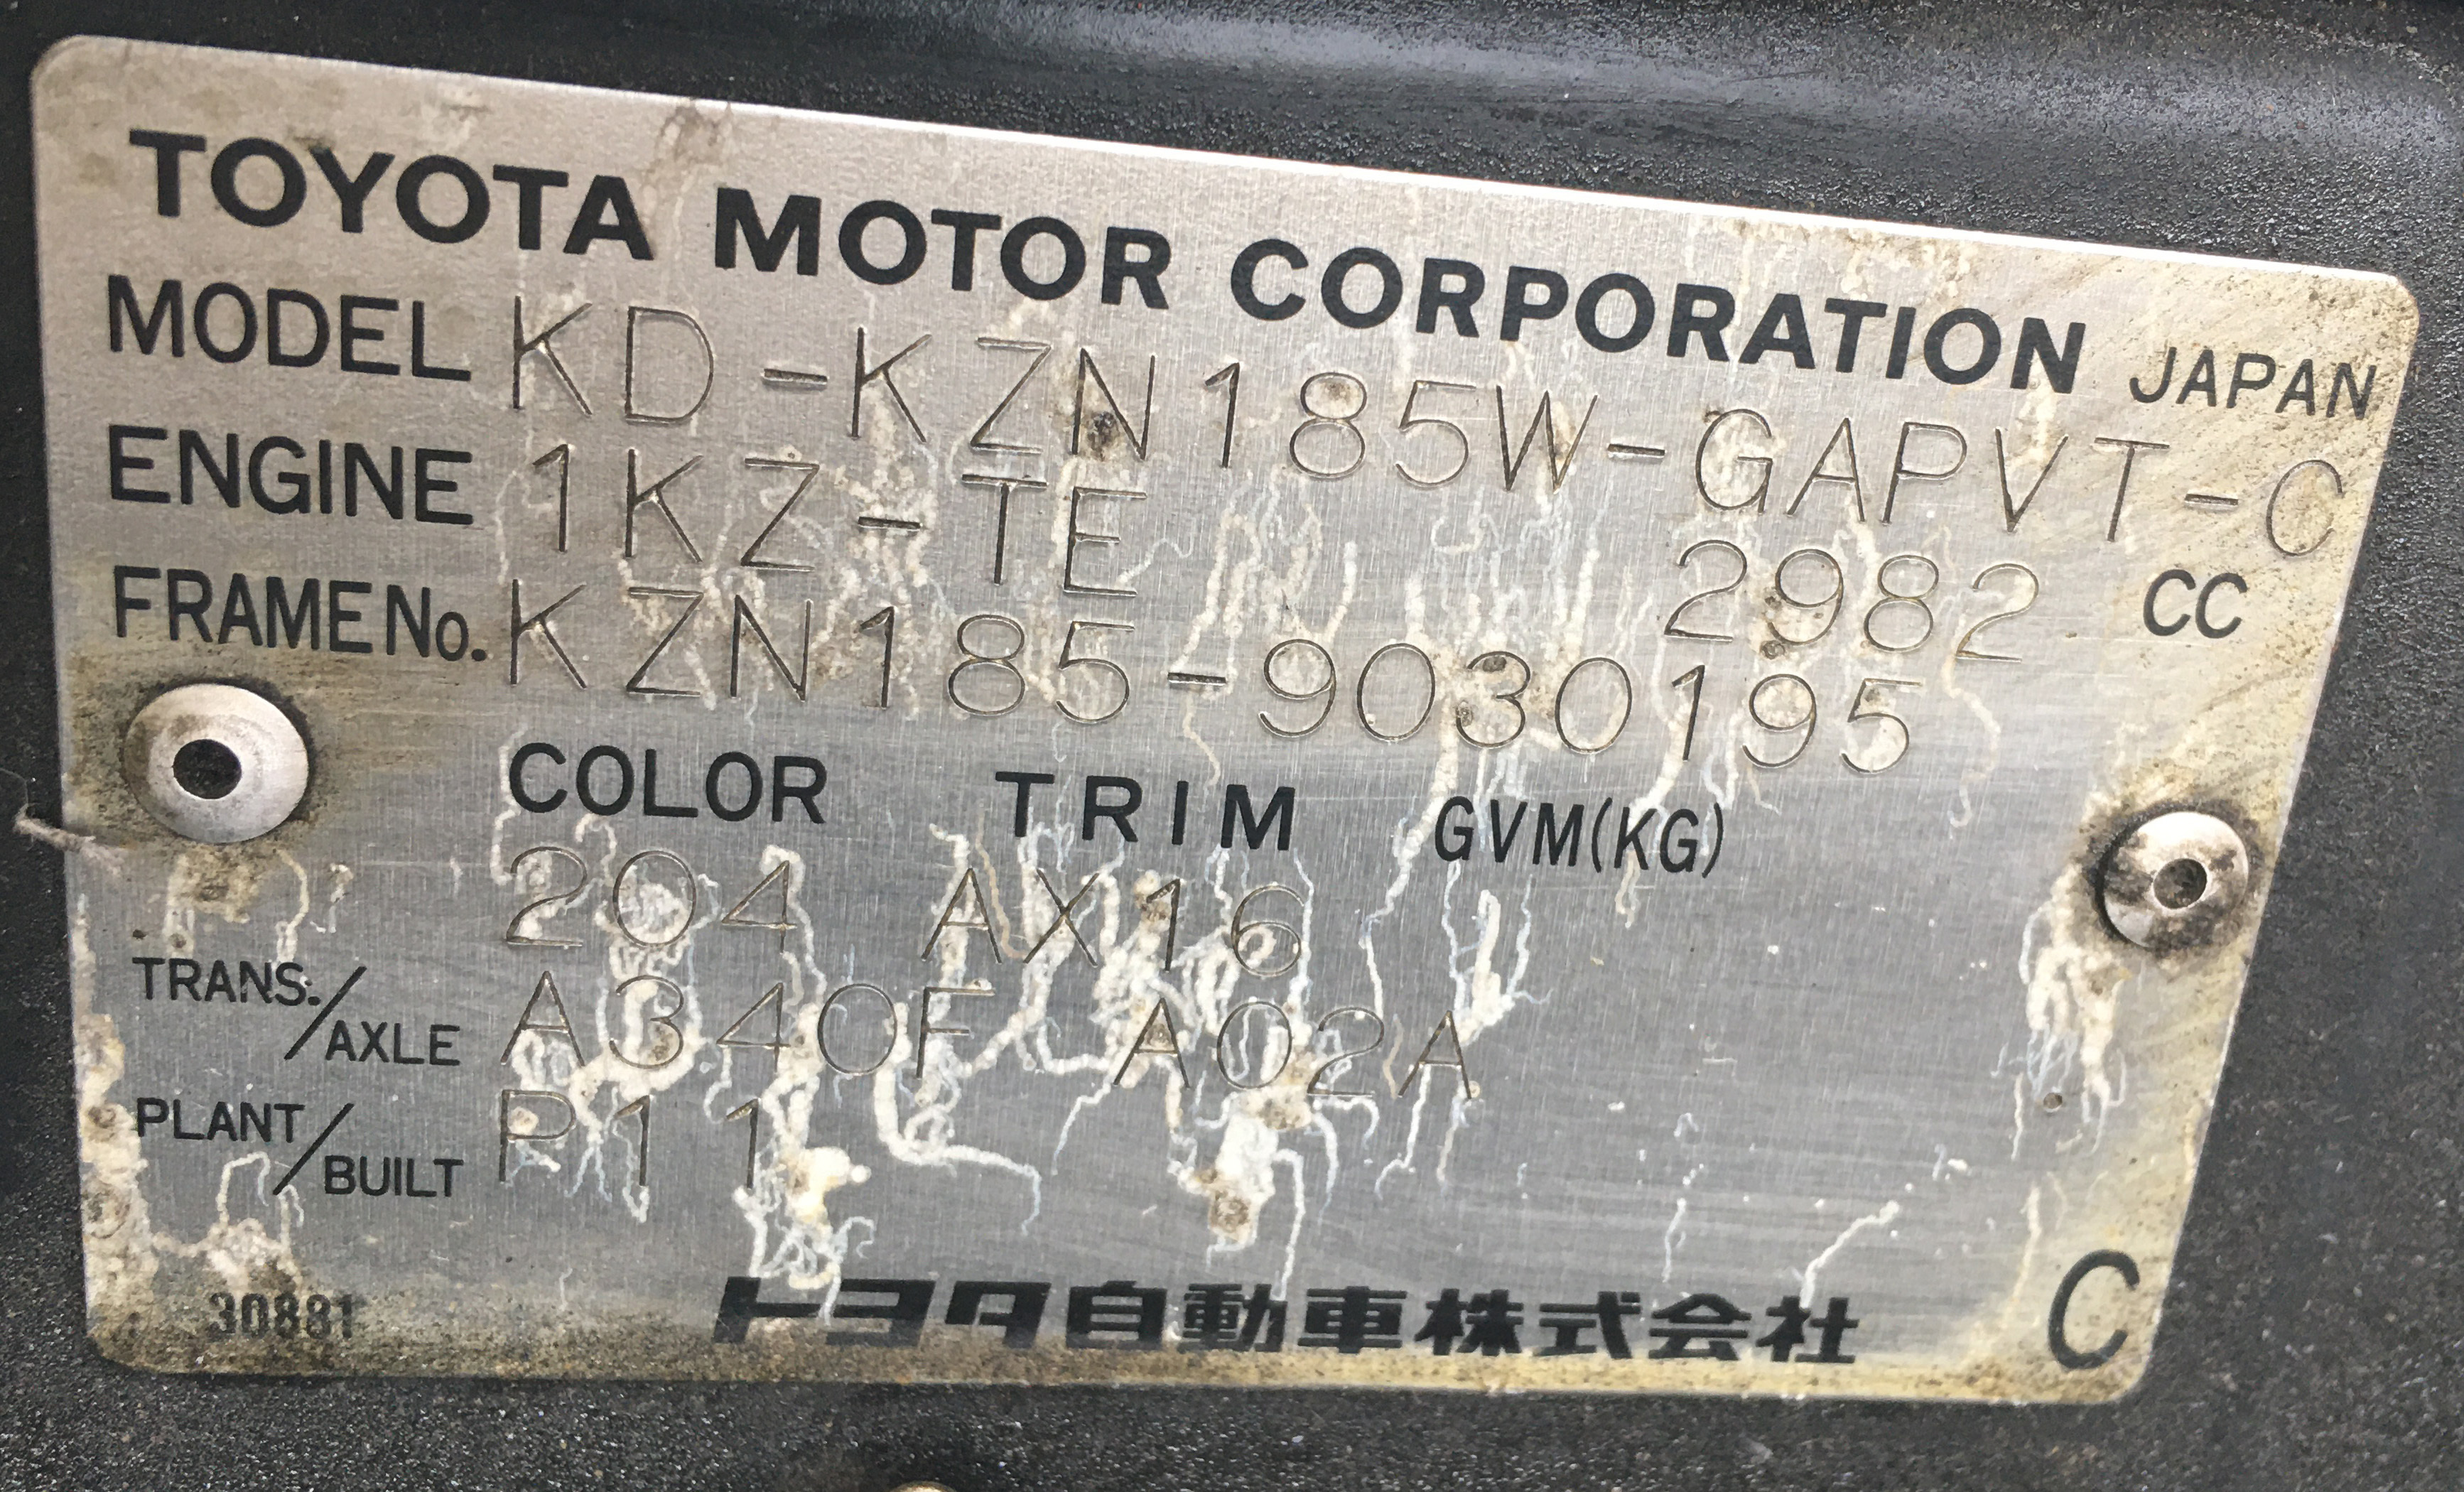 TOYOTA MOTOR CORPORATION JAPAN
MODEL KD-KZN185W-GAPVT-C
ENGINE 1KZ-TE 2982 CC
FRAME No. KZN185-9030195
COLOR TRIM GVM(KG)
204 AX16
TRANS./AXLE A340F A02A
PLANT/BUILT P11
30881 トヨタ自動車株式会社 C